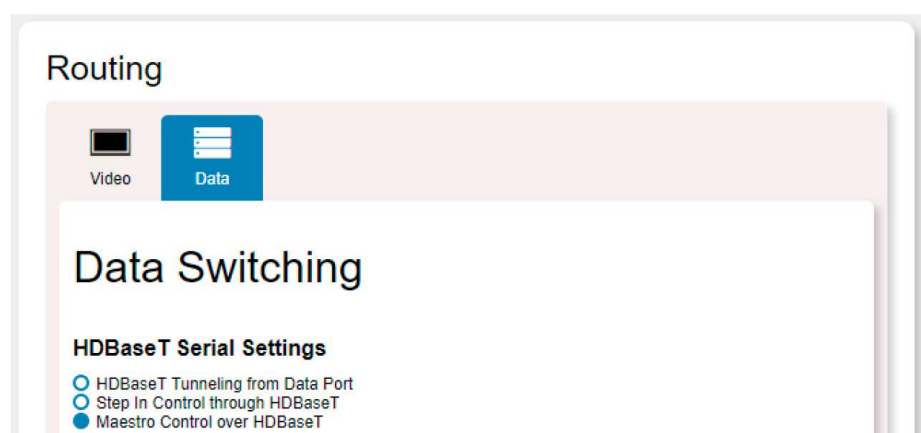 Routing
Video
Data
Data Switching
HDBaseT Serial Settings
HDBaseT Tunneling from Data Port
Step In Control through HDBaseT
Maestro Control over HDBaseT